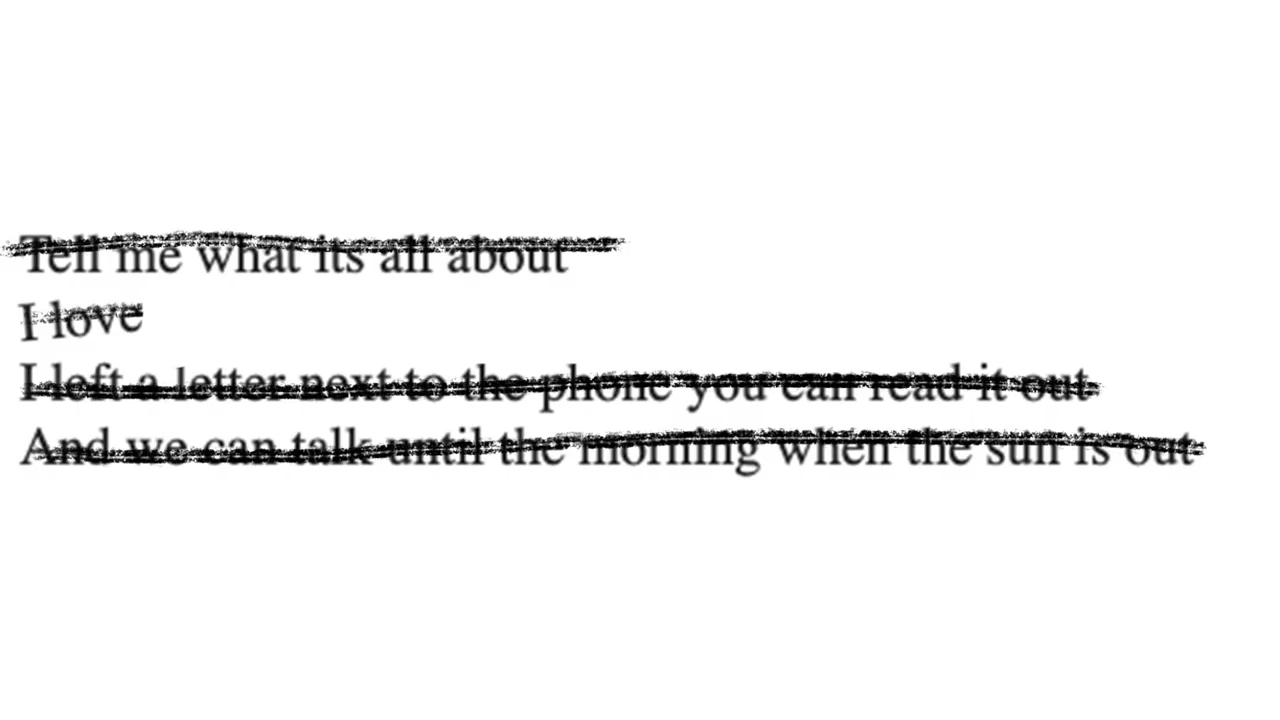 Tell me what its all about
I love
I left a letter next to the phone you can read it out
And we can talk until the morning when the sun is out